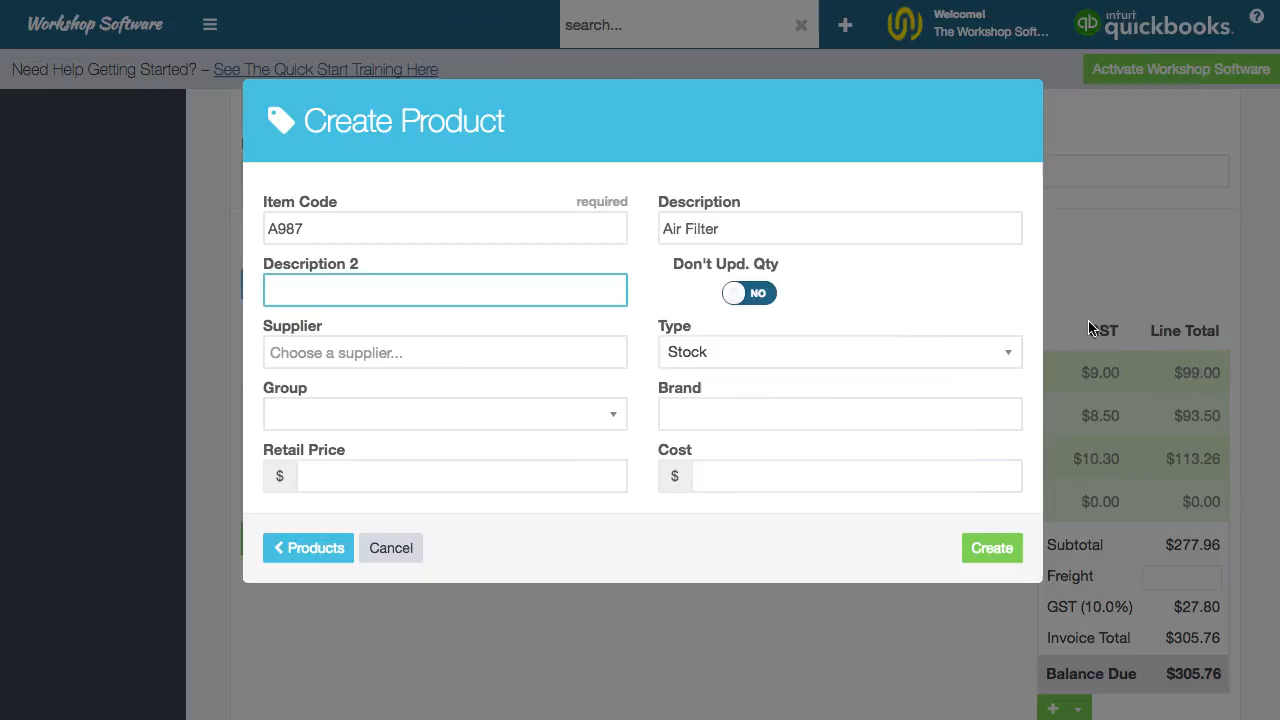 Workshop Software
search...
Welcome!
The Workshop Soft...
intuit
quickbooks.
Need Help Getting Started? – See The Quick Start Training Here
Activate Workshop Software
Create Product
Item Code required
A987
Description
Air Filter
Description 2
Don't Upd. Qty
NO
Supplier
Choose a supplier...
Type
Stock
Group
Brand
Retail Price
$
Cost
$
Products
Cancel
Create
Line Total
$9.00 $99.00
$8.50 $93.50
$10.30 $113.26
$0.00 $0.00
Subtotal $277.96
Freight
GST (10.0%) $27.80
Invoice Total $305.76
Balance Due $305.76